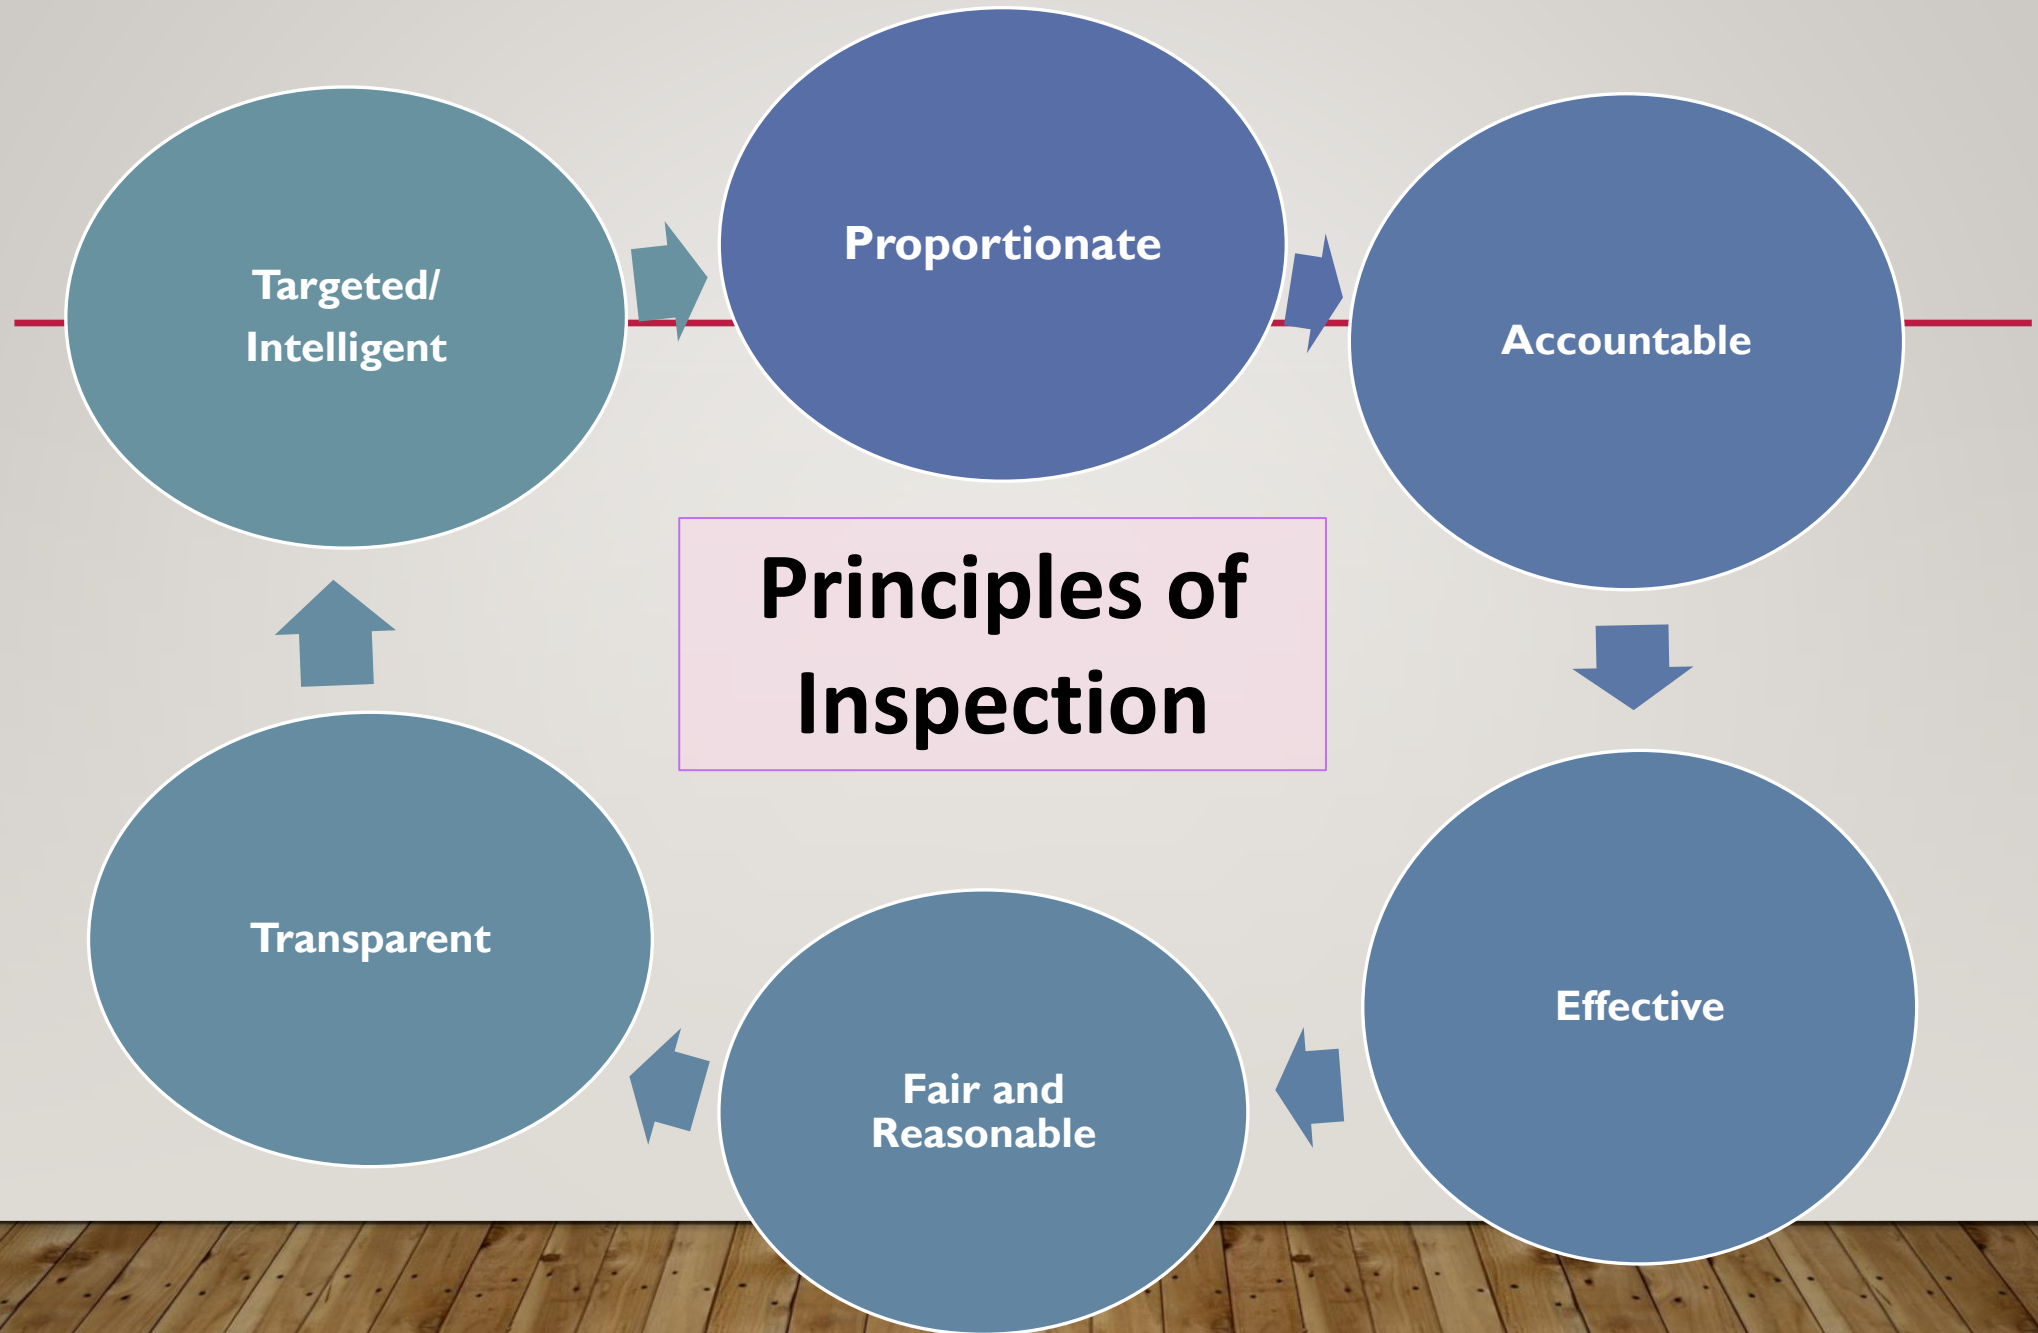 Proportionate
Targeted/
Intelligent
Accountable
Principles of
Inspection
Transparent
Effective
Fair and
Reasonable